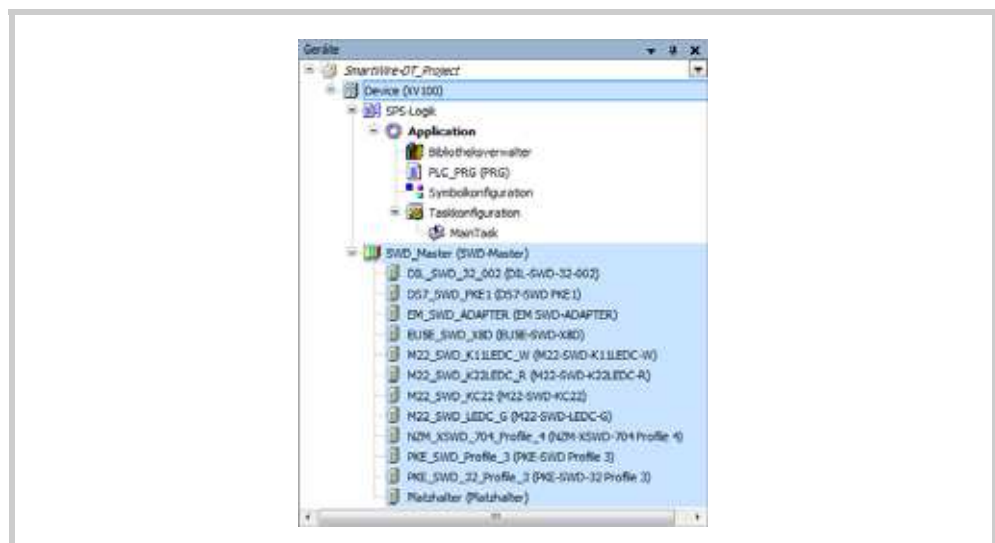 Geräte
SmartWire-DT_Project
Device (XV100)
SPS-Logik
Application
Bibliotheksverwalter
PLC_PRG (PRG)
Symbolkonfiguration
Taskkonfiguration
MainTask
SWD_Master (SWD-Master)
DIL_SWD_32_002 (DIL-SWD-32-002)
DS7_SWD_PKE1 (DS7-SWD PKE1)
EM_SWD_ADAPTER (EM SWD-ADAPTER)
EU5E_SWD_X8D (EU5E-SWD-X8D)
M22_SWD_K11LEDC_W (M22-SWD-K11LEDC-W)
M22_SWD_K22LEDC_R (M22-SWD-K22LEDC-R)
M22_SWD_KC22 (M22-SWD-KC22)
M22_SWD_LEDC_G (M22-SWD-LEDC-G)
NZM_XSWD_704_Profile_4 (NZM-XSWD-704 Profile 4)
PKE_SWD_Profile_3 (PKE-SWD Profile 3)
PKE_SWD_32_Profile_3 (PKE-SWD-32 Profile 3)
Platzhalter (Platzhalter)